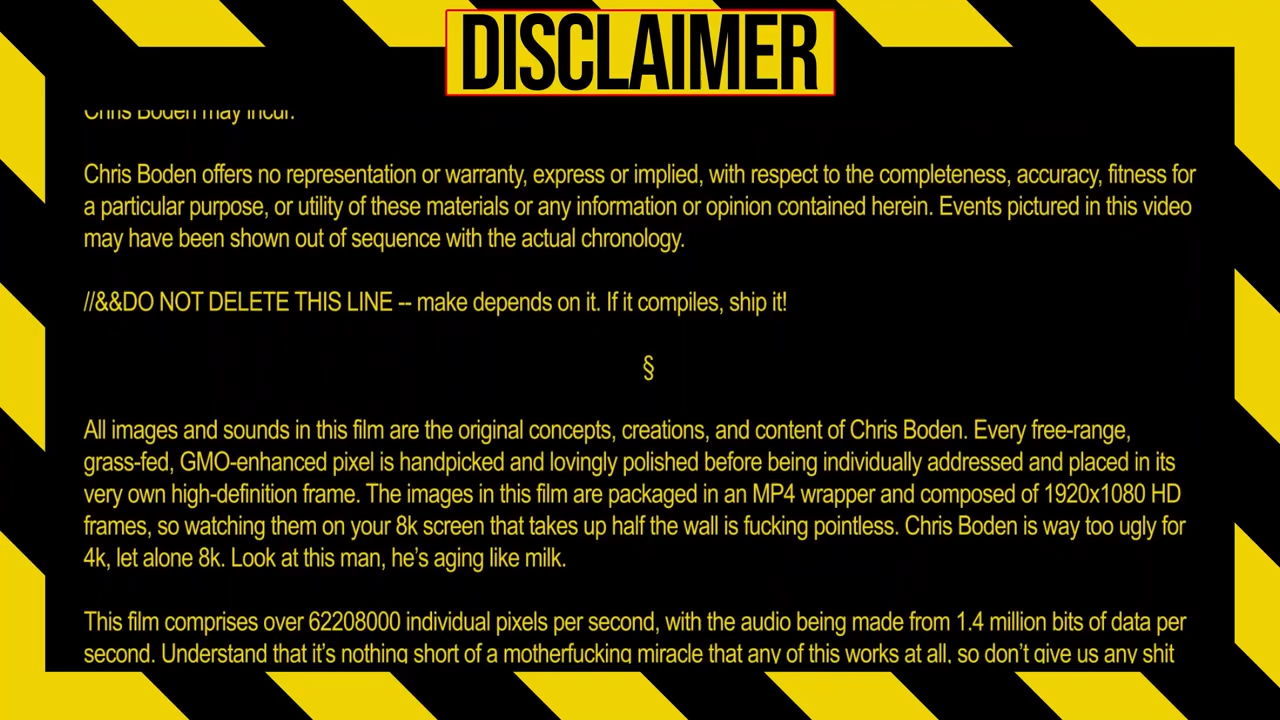 DISCLAIMER
Chris Boden may incur.
Chris Boden offers no representation or warranty, express or implied, with respect to the completeness, accuracy, fitness for
a particular purpose, or utility of these materials or any information or opinion contained herein. Events pictured in this video
may have been shown out of sequence with the actual chronology.
//&&DO NOT DELETE THIS LINE -- make depends on it. If it compiles, ship it!
§
All images and sounds in this film are the original concepts, creations, and content of Chris Boden. Every free-range,
grass-fed, GMO-enhanced pixel is handpicked and lovingly polished before being individually addressed and placed in its
very own high-definition frame. The images in this film are packaged in an MP4 wrapper and composed of 1920x1080 HD
frames, so watching them on your 8k screen that takes up half the wall is fucking pointless. Chris Boden is way too ugly for
4k, let alone 8k. Look at this man, he's aging like milk.
This film comprises over 62208000 individual pixels per second, with the audio being made from 1.4 million bits of data per
second. Understand that it's nothing short of a motherfucking miracle that any of this works at all, so don't give us any shit